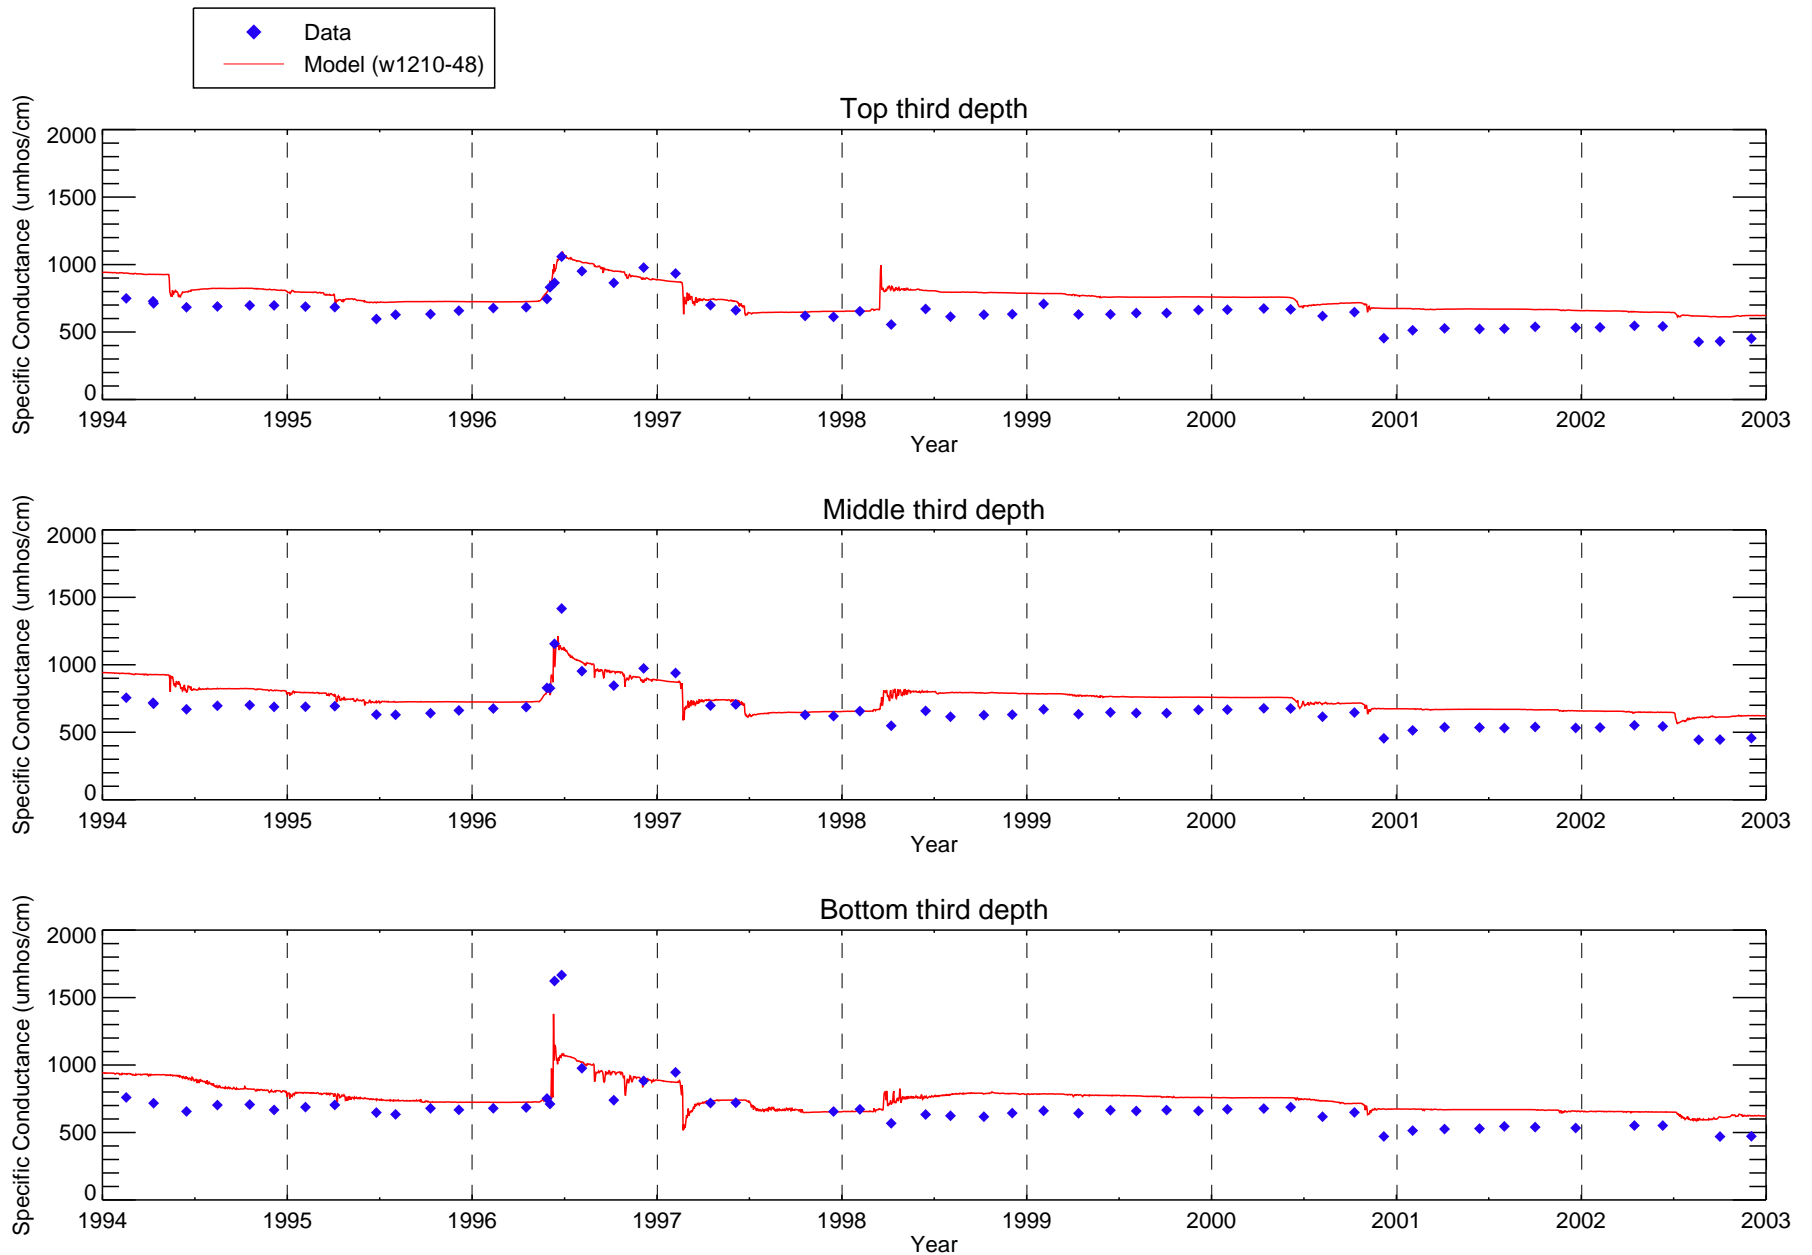 Data
Model (w1210-48)
Top third depth
Specific Conductance (umhos/cm)
2000
1500
1000
500
0
1994 1995 1996 1997 1998 1999 2000 2001 2002 2003
Year
Middle third depth
Specific Conductance (umhos/cm)
2000
1500
1000
500
0
1994 1995 1996 1997 1998 1999 2000 2001 2002 2003
Year
Bottom third depth
Specific Conductance (umhos/cm)
2000
1500
1000
500
0
1994 1995 1996 1997 1998 1999 2000 2001 2002 2003
Year